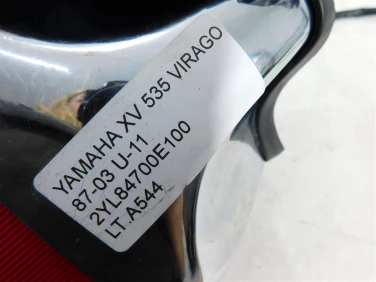 YAMAHA XV 535 VIRAGO
87-03 U-11
2YL84700E100
LT.A544